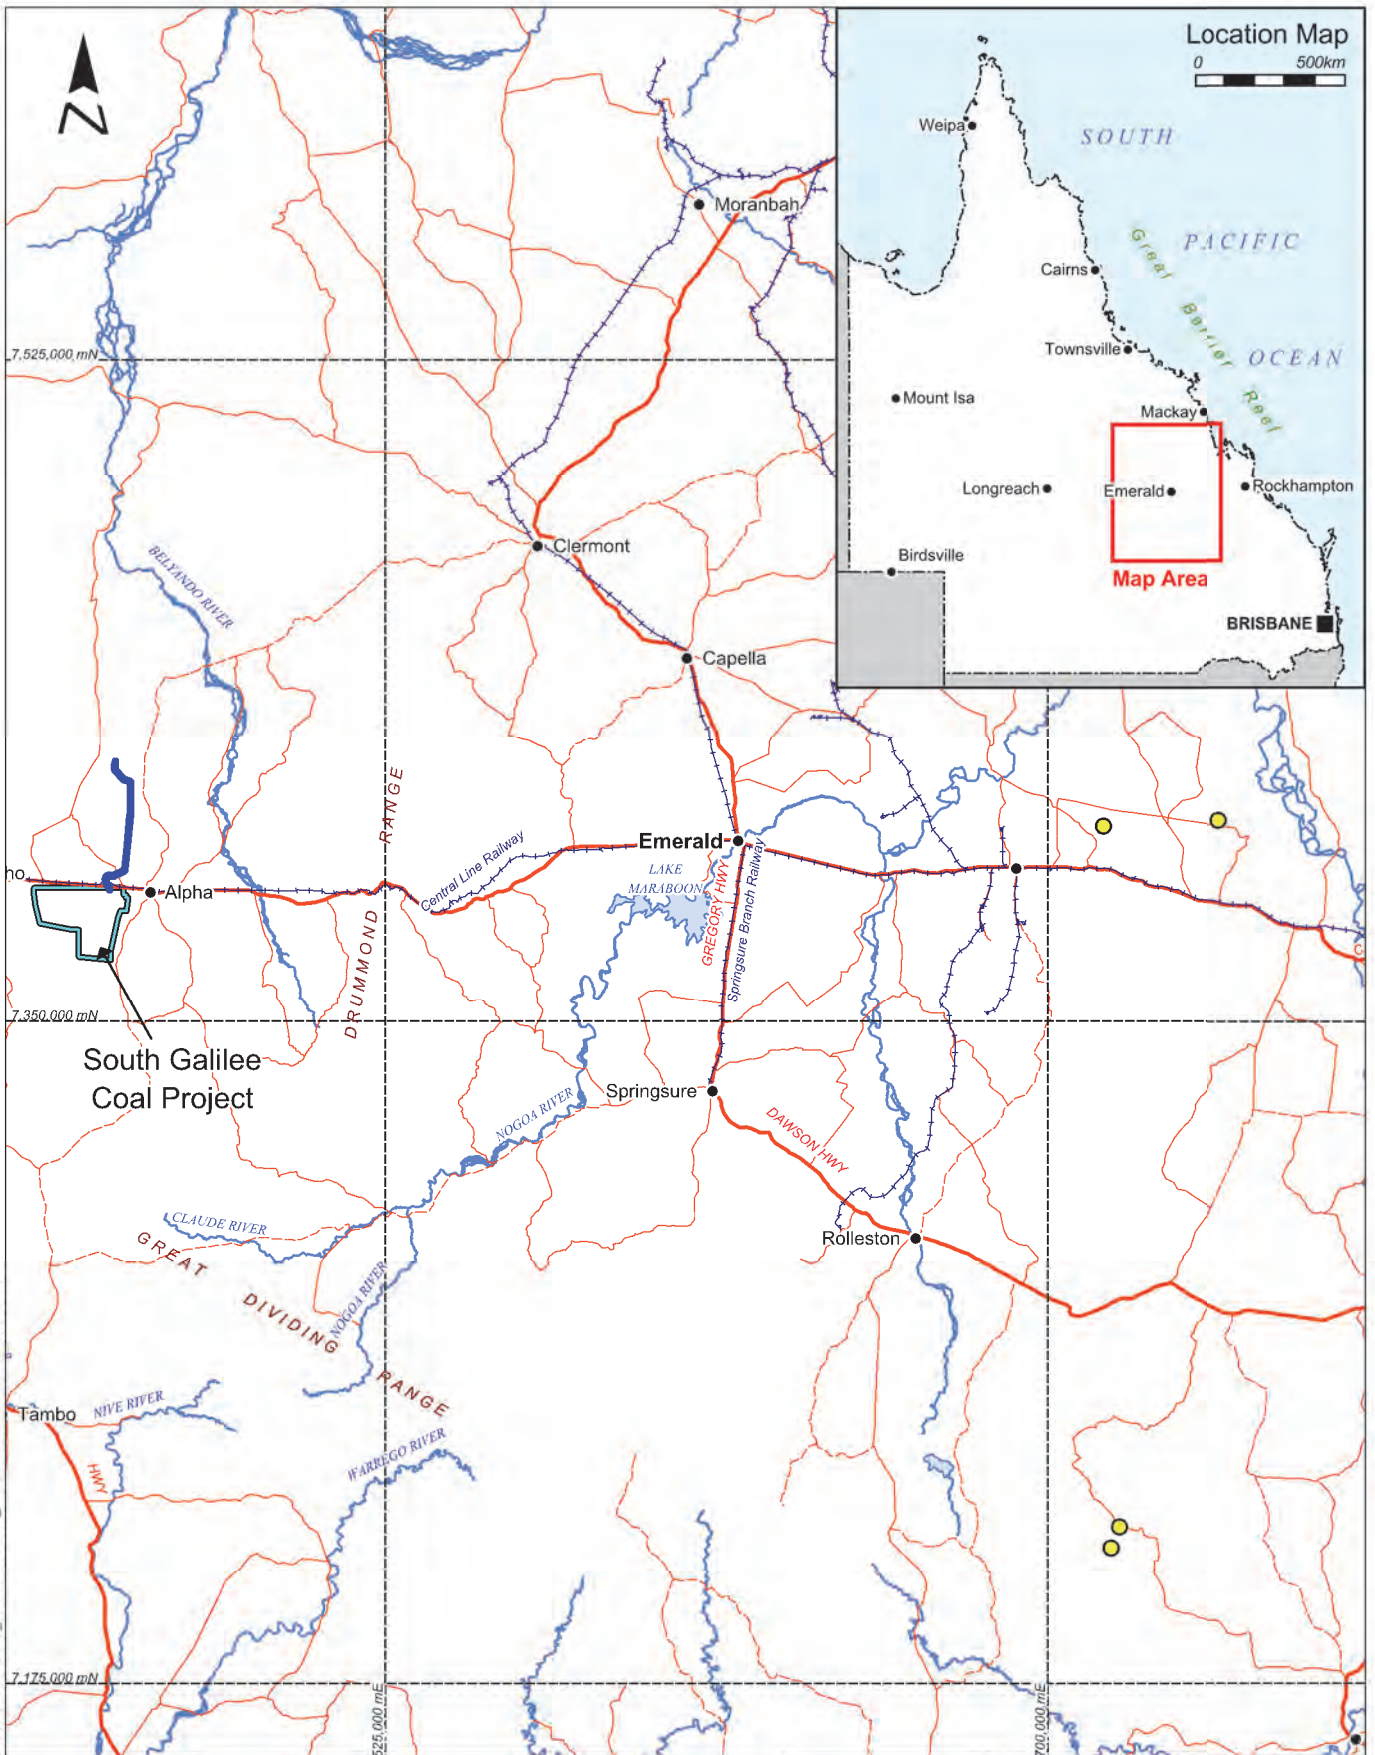 N
Location Map
0 500km
Weipa
SOUTH
PACIFIC
OCEAN
Great Barrier Reef
Cairns
Townsville
Mount Isa
Mackay
Longreach
Emerald
Rockhampton
Birdsville
Map Area
BRISBANE
Moranbah
7,525,000 mN
Clermont
BELYANDO RIVER
Capella
DRUMMOND RANGE
Central Line Railway
Emerald
LAKE
MARABOON
GREGORY HWY
Springsure Branch Railway
ho
Alpha
7,350,000 mN
South Galilee
Coal Project
Springsure
NOGOA RIVER
DAWSON HWY
CLAUDE RIVER
Rolleston
GREAT DIVIDING RANGE
NOGOA RIVER
Tambo
NIVE RIVER
WARREGO RIVER
HWY
7,175,000 mN
525,000 mE
700,000 mE